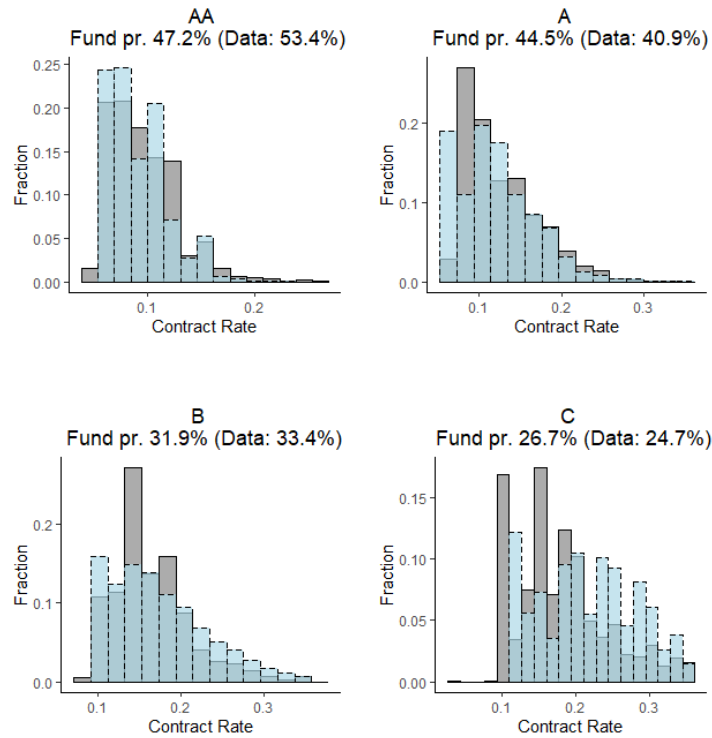 AA
Fund pr. 47.2% (Data: 53.4%)
0.25
0.20
0.15
0.10
0.05
0.00
Fraction
0.1
0.2
Contract Rate
A
Fund pr. 44.5% (Data: 40.9%)
0.2
0.1
0.0
Fraction
0.1
0.2
0.3
Contract Rate
B
Fund pr. 31.9% (Data: 33.4%)
0.2
0.1
0.0
Fraction
0.1
0.2
0.3
Contract Rate
C
Fund pr. 26.7% (Data: 24.7%)
0.15
0.10
0.05
0.00
Fraction
0.1
0.2
0.3
Contract Rate